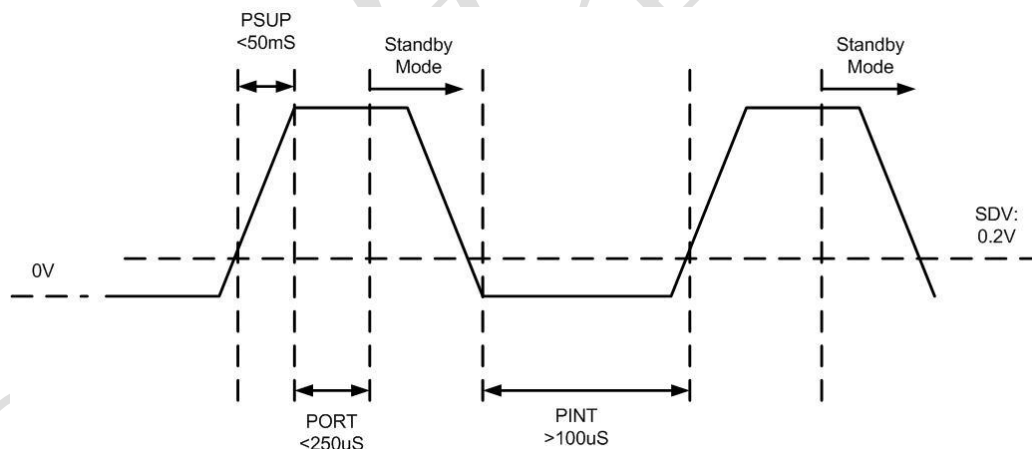 PSUP
<50mS
Standby
Mode
Standby
Mode
SDV:
0.2V
0V
PORT
<250uS
PINT
>100uS